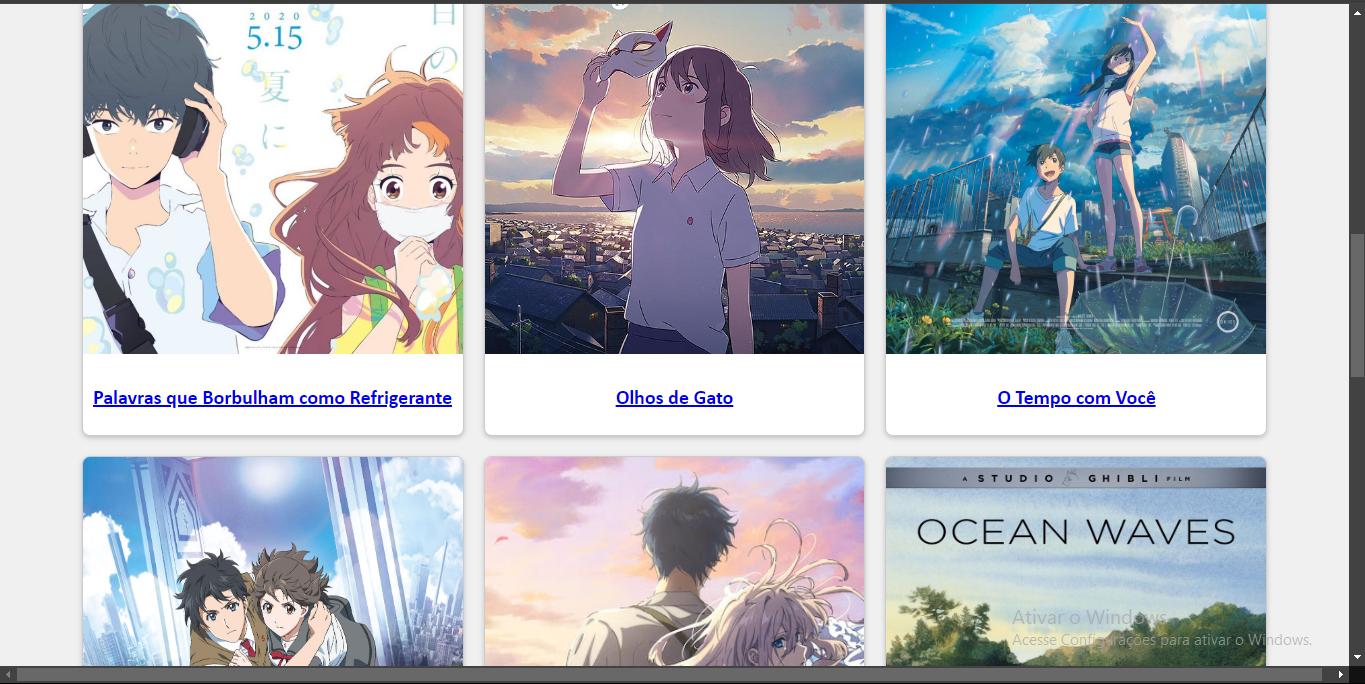 2020
5.15
日の
夏
に
Palavras que Borbulham como Refrigerante
Olhos de Gato
O Tempo com Você
A STUDIO GHIBLI FILM
OCEAN WAVES
Ativar o Windows
Acesse Configurações para ativar o Windows.